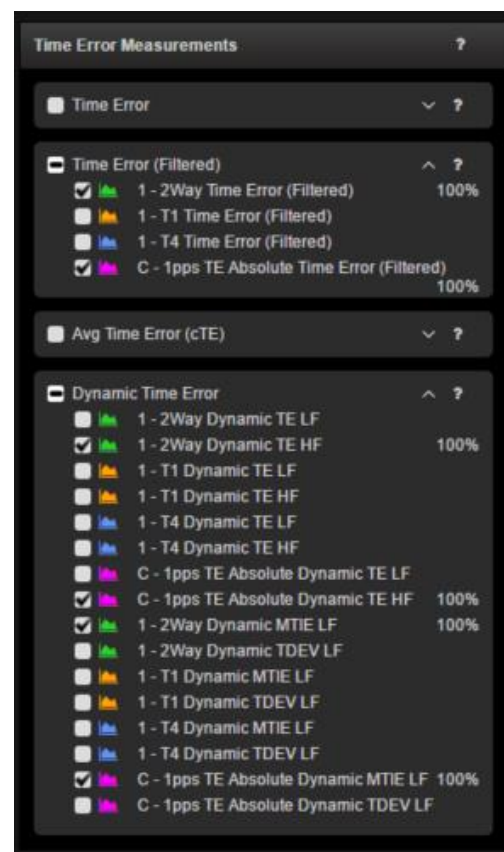 Time Error Measurements ?
Time Error ?
Time Error (Filtered) ?
1 - 2Way Time Error (Filtered) 100%
1 - T1 Time Error (Filtered)
1 - T4 Time Error (Filtered)
C - 1pps TE Absolute Time Error (Filtered)
100%
Avg Time Error (cTE) ?
Dynamic Time Error ?
1 - 2Way Dynamic TE LF
1 - 2Way Dynamic TE HF 100%
1 - T1 Dynamic TE LF
1 - T1 Dynamic TE HF
1 - T4 Dynamic TE LF
1 - T4 Dynamic TE HF
C - 1pps TE Absolute Dynamic TE LF
C - 1pps TE Absolute Dynamic TE HF 100%
1 - 2Way Dynamic MTIE LF 100%
1 - 2Way Dynamic TDEV LF
1 - T1 Dynamic MTIE LF
1 - T1 Dynamic TDEV LF
1 - T4 Dynamic MTIE LF
1 - T4 Dynamic TDEV LF
C - 1pps TE Absolute Dynamic MTIE LF 100%
C - 1pps TE Absolute Dynamic TDEV LF